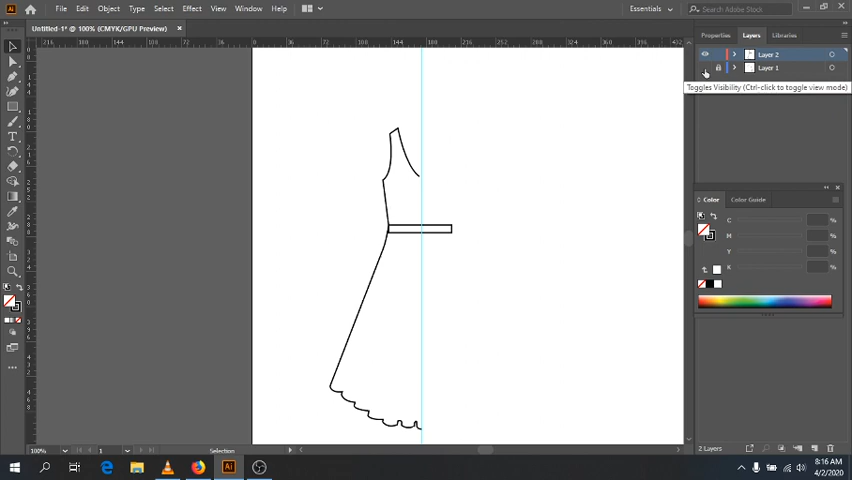 File Edit Object Type Select Effect View Window Help
Essentials
Search Adobe Stock
Untitled-1* @ 100% (CMYK/GPU Preview)
Properties Layers Libraries
Layer 2
Layer 1
Toggles Visibility (Ctrl-click to toggle view mode)
Color Color Guide
C %
M %
Y %
K %
100% 1 Selection
2 Layers
8:16 AM
4/2/2020